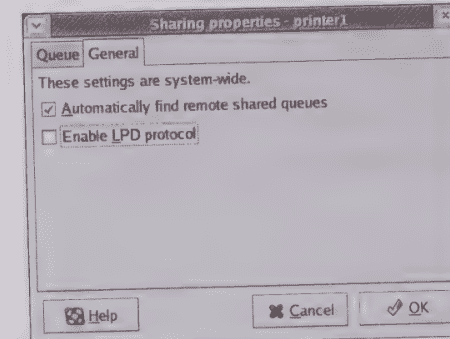 Sharing properties - printer1
Queue General
These settings are system-wide.
Automatically find remote shared queues
Enable LPD protocol
Help Cancel OK